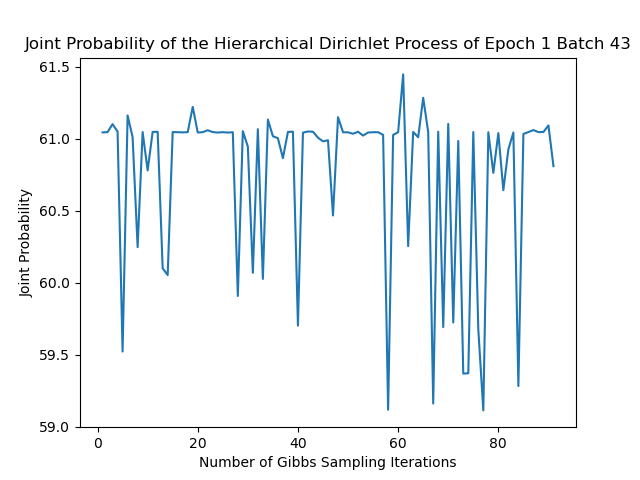 Joint Probability of the Hierarchical Dirichlet Process of Epoch 1 Batch 43
61.5
61.0
60.5
60.0
59.5
59.0
Joint Probability
0 20 40 60 80
Number of Gibbs Sampling Iterations